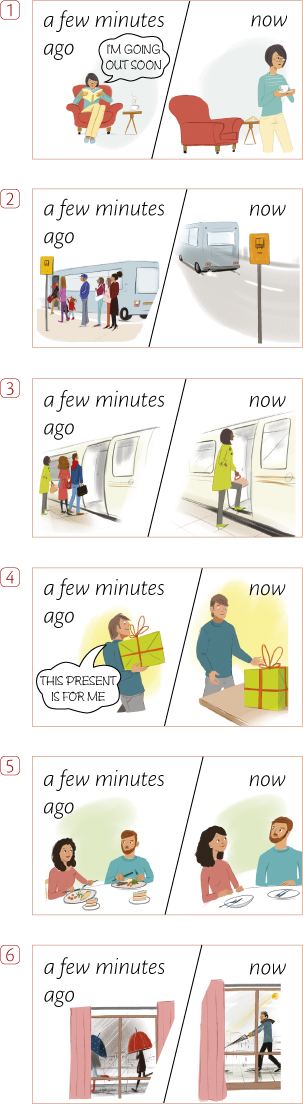 1
a few minutes
ago
now
I'M GOING
OUT SOON
2
a few minutes
ago
now
3
a few minutes
ago
now
4
a few minutes
ago
now
THIS PRESENT
IS FOR ME
5
a few minutes
ago
now
6
a few minutes
ago
now